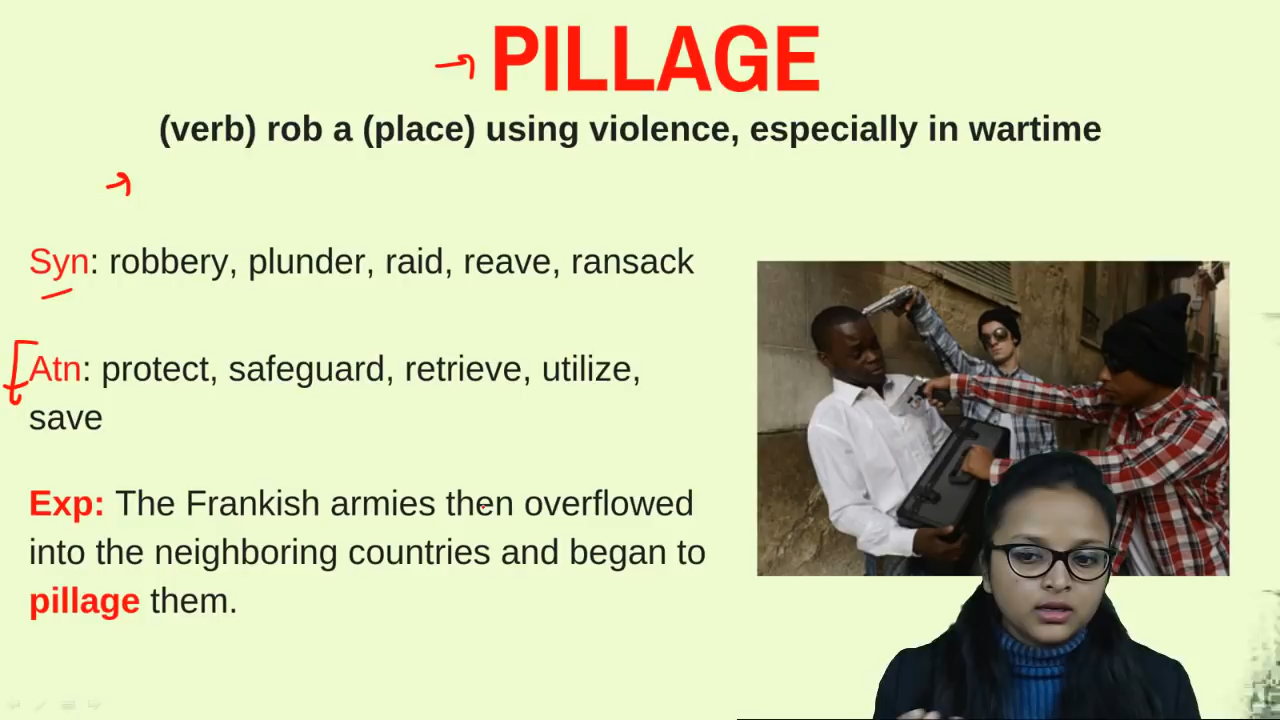 PILLAGE
(verb) rob a (place) using violence, especially in wartime
Syn: robbery, plunder, raid, reave, ransack
Atn: protect, safeguard, retrieve, utilize,
save
Exp: The Frankish armies then overflowed
into the neighboring countries and began to
pillage them.